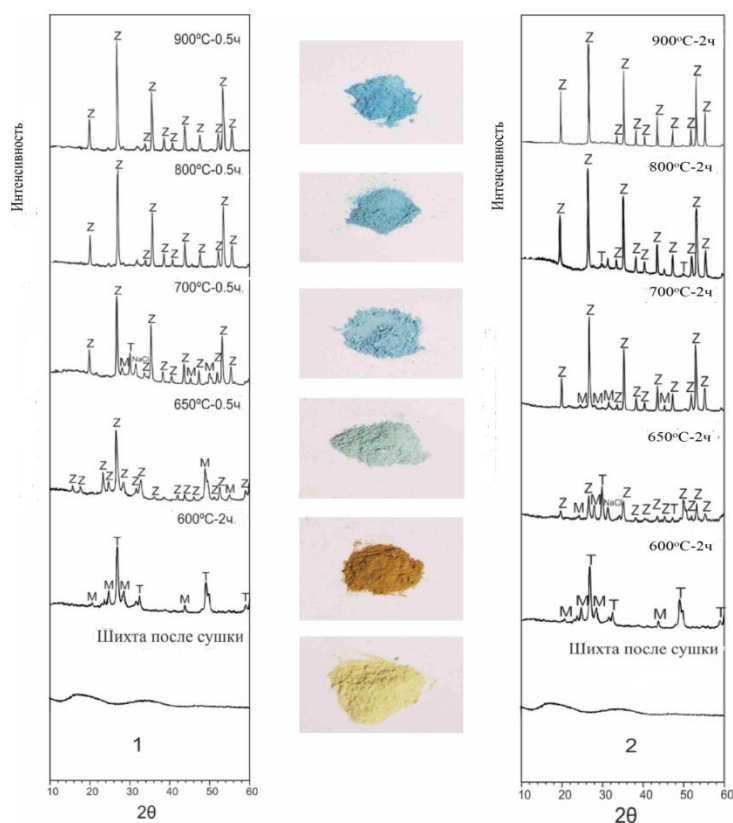 900ºC-0.5ч
Z
Z Z Z Z Z Z Z Z Z Z
Интенсивность
800ºC-0.5ч
Z
Z Z Z Z Z Z Z Z Z Z
700ºC-0.5ч
Z
Z M T NaCl Z Z Z Z Z M Z M Z Z Z
650ºC-0.5ч
Z
Z Z Z Z Z Z Z Z Z Z Z M Z Z M Z
600ºC-2ч
T
M M M T M T T
Шихта после сушки
1
10 20 30 40 50 60
2θ
900ºC-2ч
Z
Z Z Z Z Z Z Z Z Z Z
Интенсивность
800ºC-2ч
Z
Z T Z Z Z Z Z Z T Z Z Z
700ºC-2ч
Z
Z M M M Z Z Z Z Z M Z Z Z Z
650ºC-2ч
T
Z M Z M NaCl Z Z Z Z Z T Z Z Z Z
600ºC-2ч
T
M M M T M T T
Шихта после сушки
2
10 20 30 40 50 60
2θ